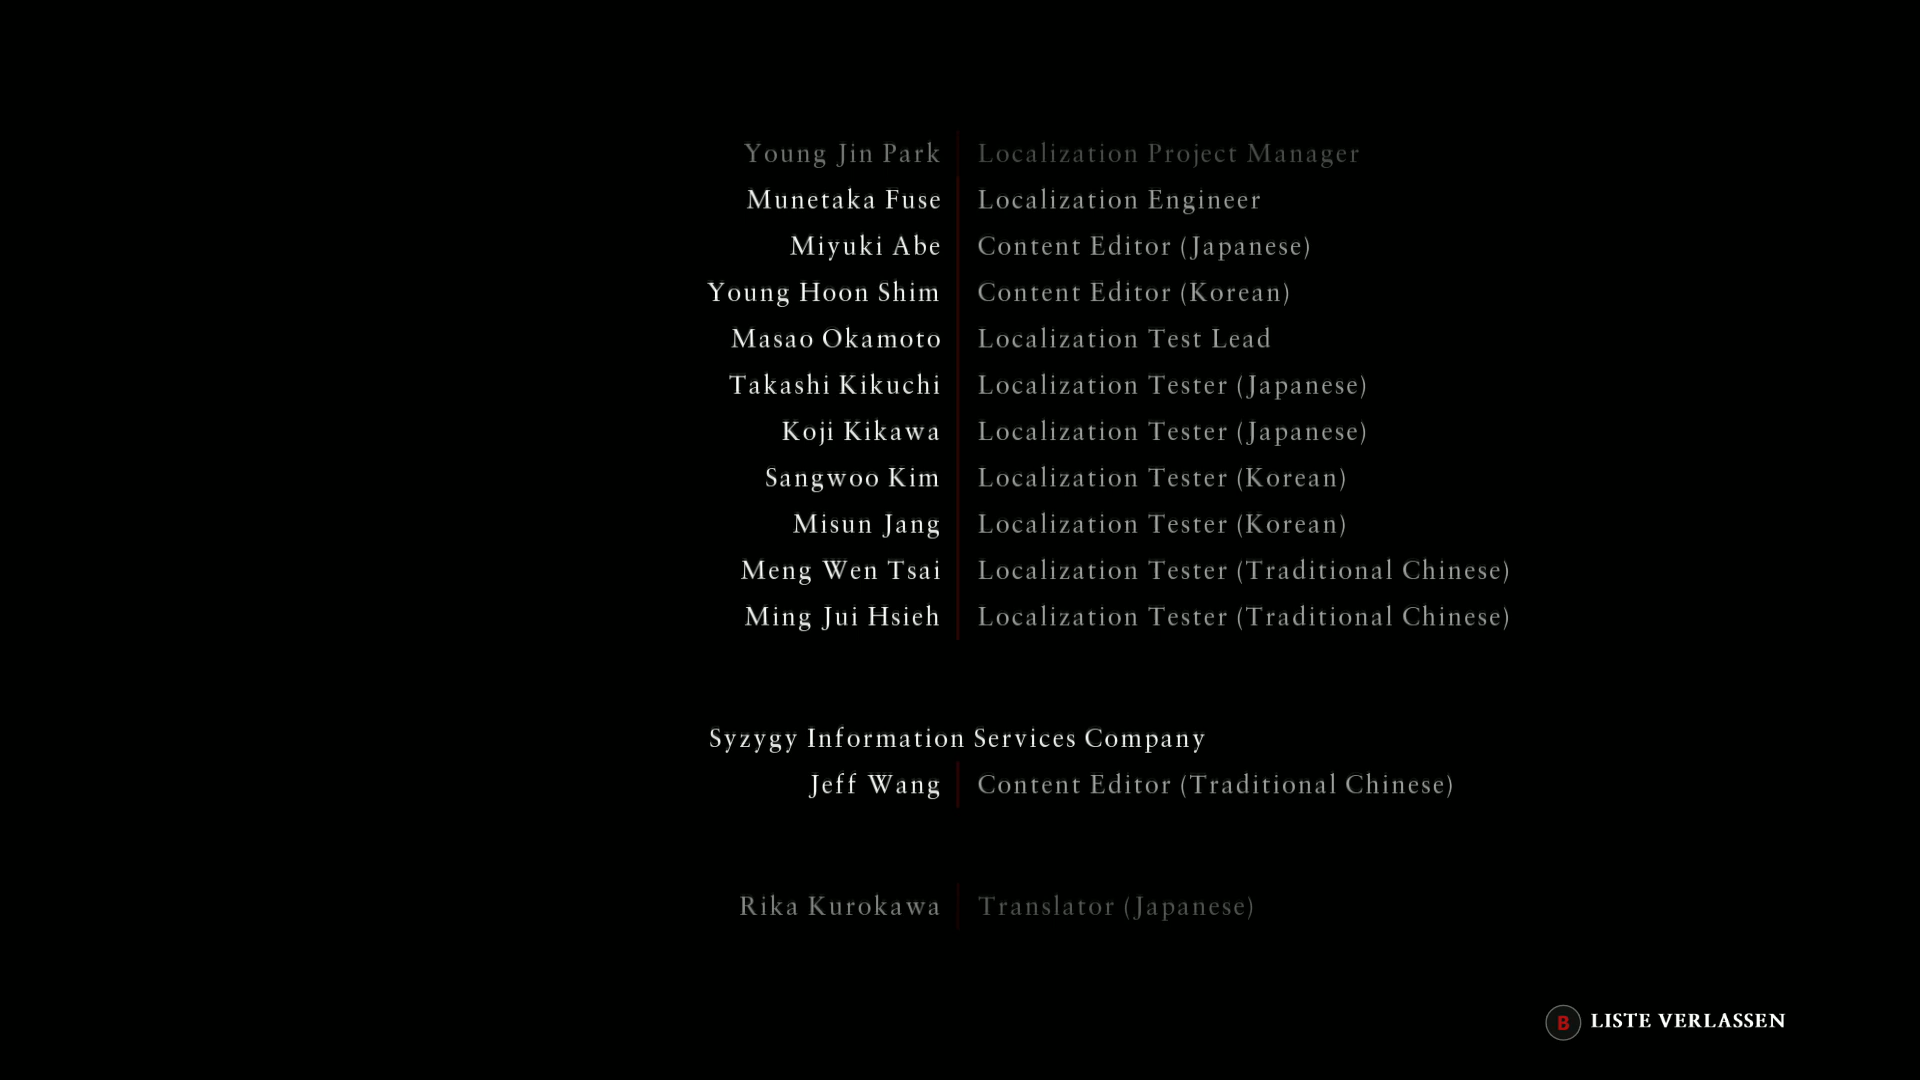 Young Jin Park Localization Project Manager
Munetaka Fuse Localization Engineer
Miyuki Abe Content Editor (Japanese)
Young Hoon Shim Content Editor (Korean)
Masao Okamoto Localization Test Lead
Takashi Kikuchi Localization Tester (Japanese)
Koji Kikawa Localization Tester (Japanese)
Sangwoo Kim Localization Tester (Korean)
Misun Jang Localization Tester (Korean)
Meng Wen Tsai Localization Tester (Traditional Chinese)
Ming Jui Hsieh Localization Tester (Traditional Chinese)
Syzygy Information Services Company
Jeff Wang Content Editor (Traditional Chinese)
Rika Kurokawa Translator (Japanese)
B LISTE VERLASSEN